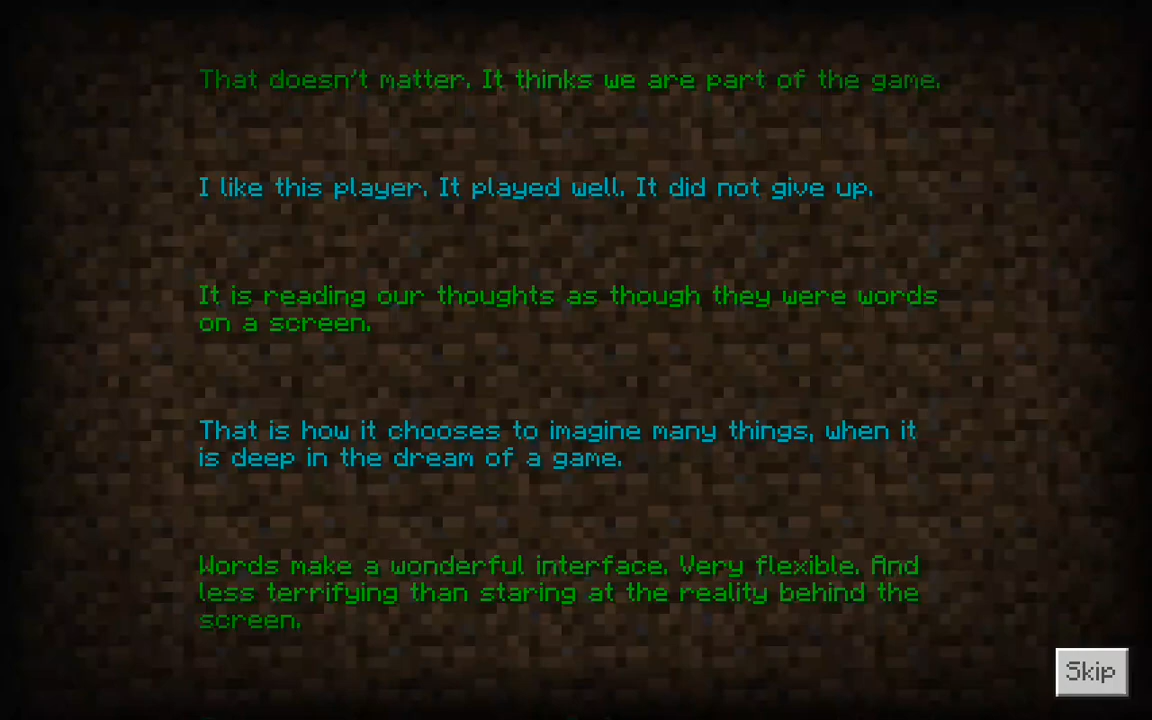 That doesn't matter. It thinks we are part of the game.
I like this player. It played well. It did not give up.
It is reading our thoughts as though they were words
on a screen.
That is how it chooses to imagine many things, when it
is deep in the dream of a game.
Words make a wonderful interface. Very flexible. And
less terrifying than staring at the reality behind the
screen.
Skip